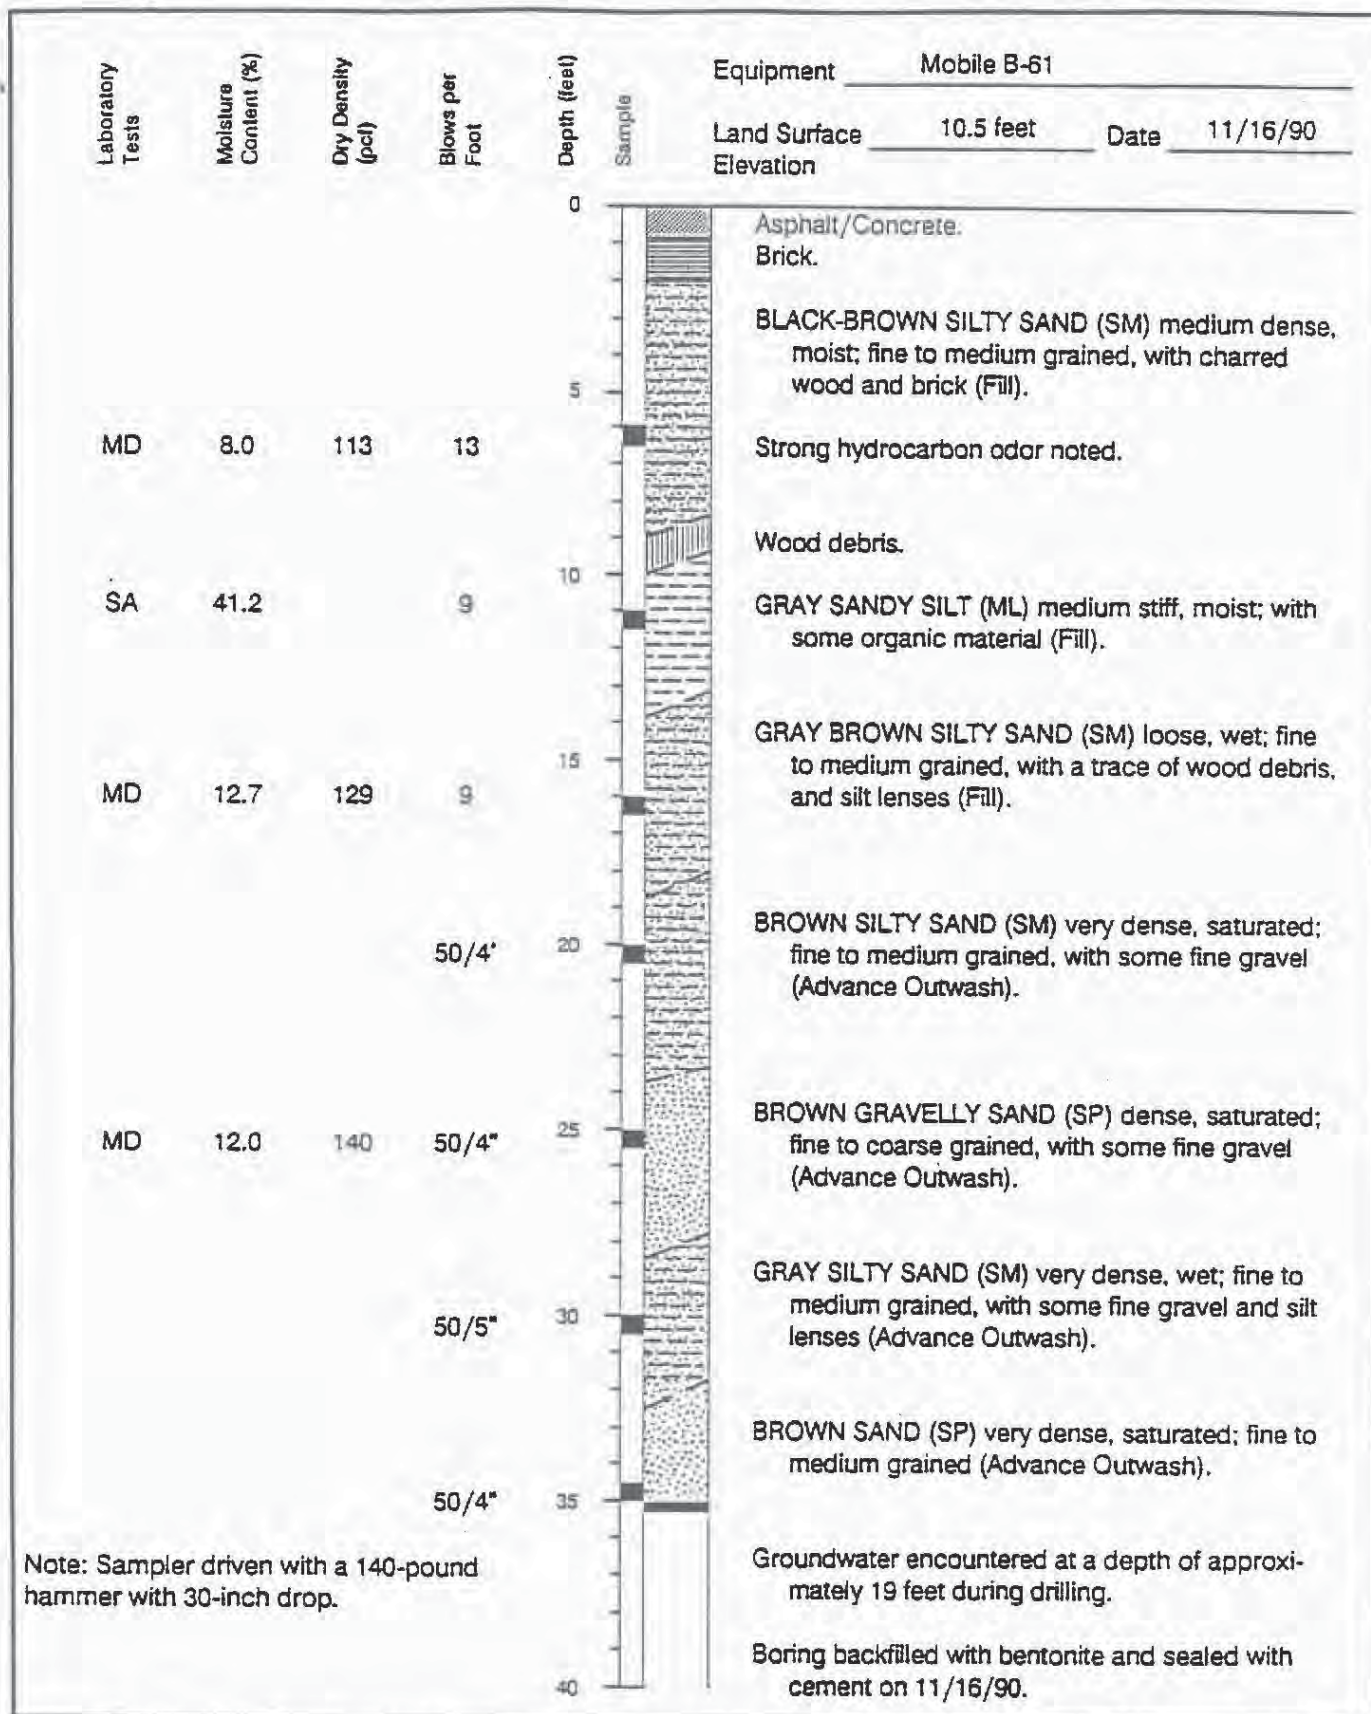 Equipment Mobile B-61
Land Surface 10.5 feet Date 11/16/90
Elevation
Laboratory
Tests
Moisture
Content (%)
Dry Density
(pcf)
Blows per
Foot
Depth (feet)
Sample
0
Asphalt/Concrete.
Brick.
BLACK-BROWN SILTY SAND (SM) medium dense,
moist; fine to medium grained, with charred
wood and brick (Fill).
5
MD 8.0 113 13 Strong hydrocarbon odor noted.
Wood debris.
10
SA 41.2 9 GRAY SANDY SILT (ML) medium stiff, moist; with
some organic material (Fill).
GRAY BROWN SILTY SAND (SM) loose, wet; fine
15 to medium grained, with a trace of wood debris,
MD 12.7 129 9 and silt lenses (Fill).
BROWN SILTY SAND (SM) very dense, saturated;
50/4" 20 fine to medium grained, with some fine gravel
(Advance Outwash).
BROWN GRAVELLY SAND (SP) dense, saturated;
MD 12.0 140 50/4" 25 fine to coarse grained, with some fine gravel
(Advance Outwash).
GRAY SILTY SAND (SM) very dense, wet; fine to
50/5" 30 medium grained, with some fine gravel and silt
lenses (Advance Outwash).
BROWN SAND (SP) very dense, saturated; fine to
medium grained (Advance Outwash).
50/4" 35
Note: Sampler driven with a 140-pound
hammer with 30-inch drop.
Groundwater encountered at a depth of approxi-
mately 19 feet during drilling.
Boring backfilled with bentonite and sealed with
40 cement on 11/16/90.